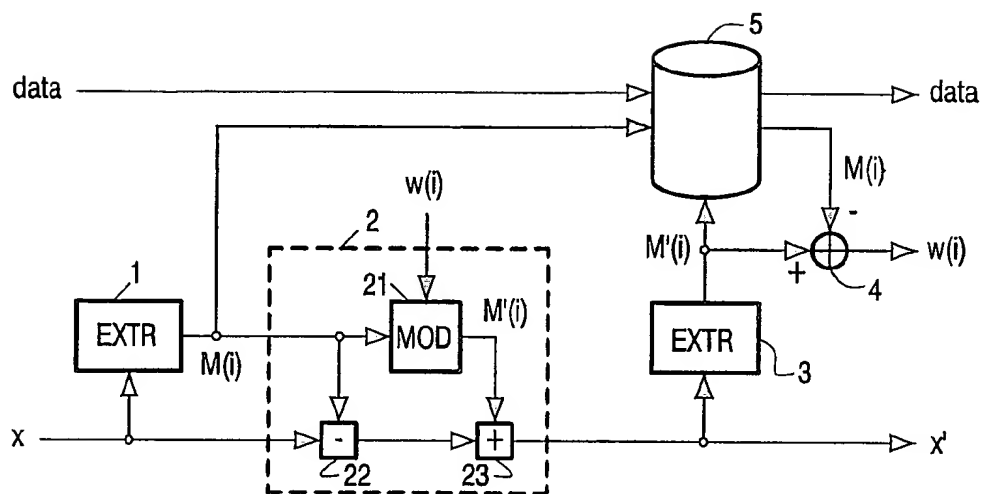 5
data
data
w(i)
M(i)
-
2
M'(i)
w(i)
+
4
1
21
EXTR
MOD
M'(i)
EXTR
M(i)
3
x
-
+
x'
22
23